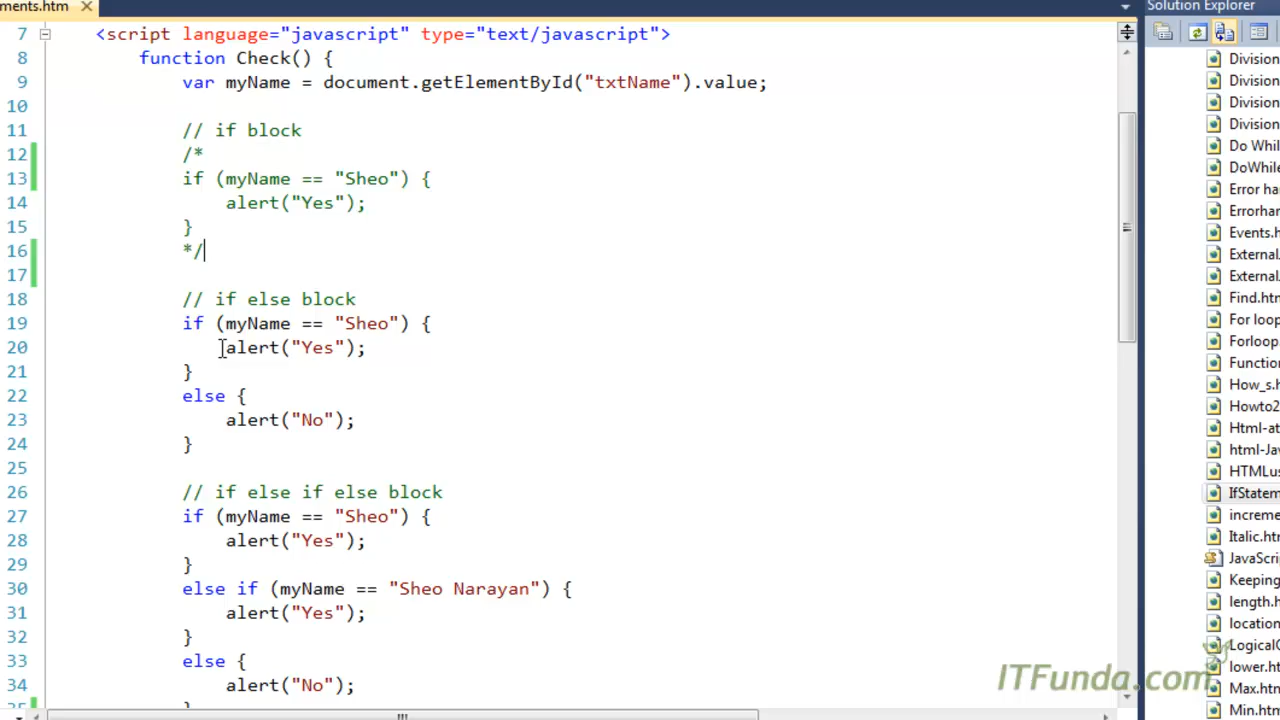 ments.htm ×
Solution Explorer
7 <script language="javascript" type="text/javascript">
8 function Check() {
9 var myName = document.getElementById("txtName").value;
10
11 // if block
12 /*
13 if (myName == "Sheo") {
14 alert("Yes");
15 }
16 */
17
18 // if else block
19 if (myName == "Sheo") {
20 alert("Yes");
21 }
22 else {
23 alert("No");
24 }
25
26 // if else if else block
27 if (myName == "Sheo") {
28 alert("Yes");
29 }
30 else if (myName == "Sheo Narayan") {
31 alert("Yes");
32 }
33 else {
34 alert("No");
Division
Division
Division
Division
Do Whil
DoWhile
Error har
Errorhar
Events.h
External.
External.
Find.htn
For loop
Forloop.
Function
How_s.h
Howto2
Html-at
html-Jav
HTMLus
IfStatem
increme
Italic.htr
JavaScri
Keeping
length.h
location
LogicalO
lower.ht
Max.htm
Min.htm
ITFunda.com